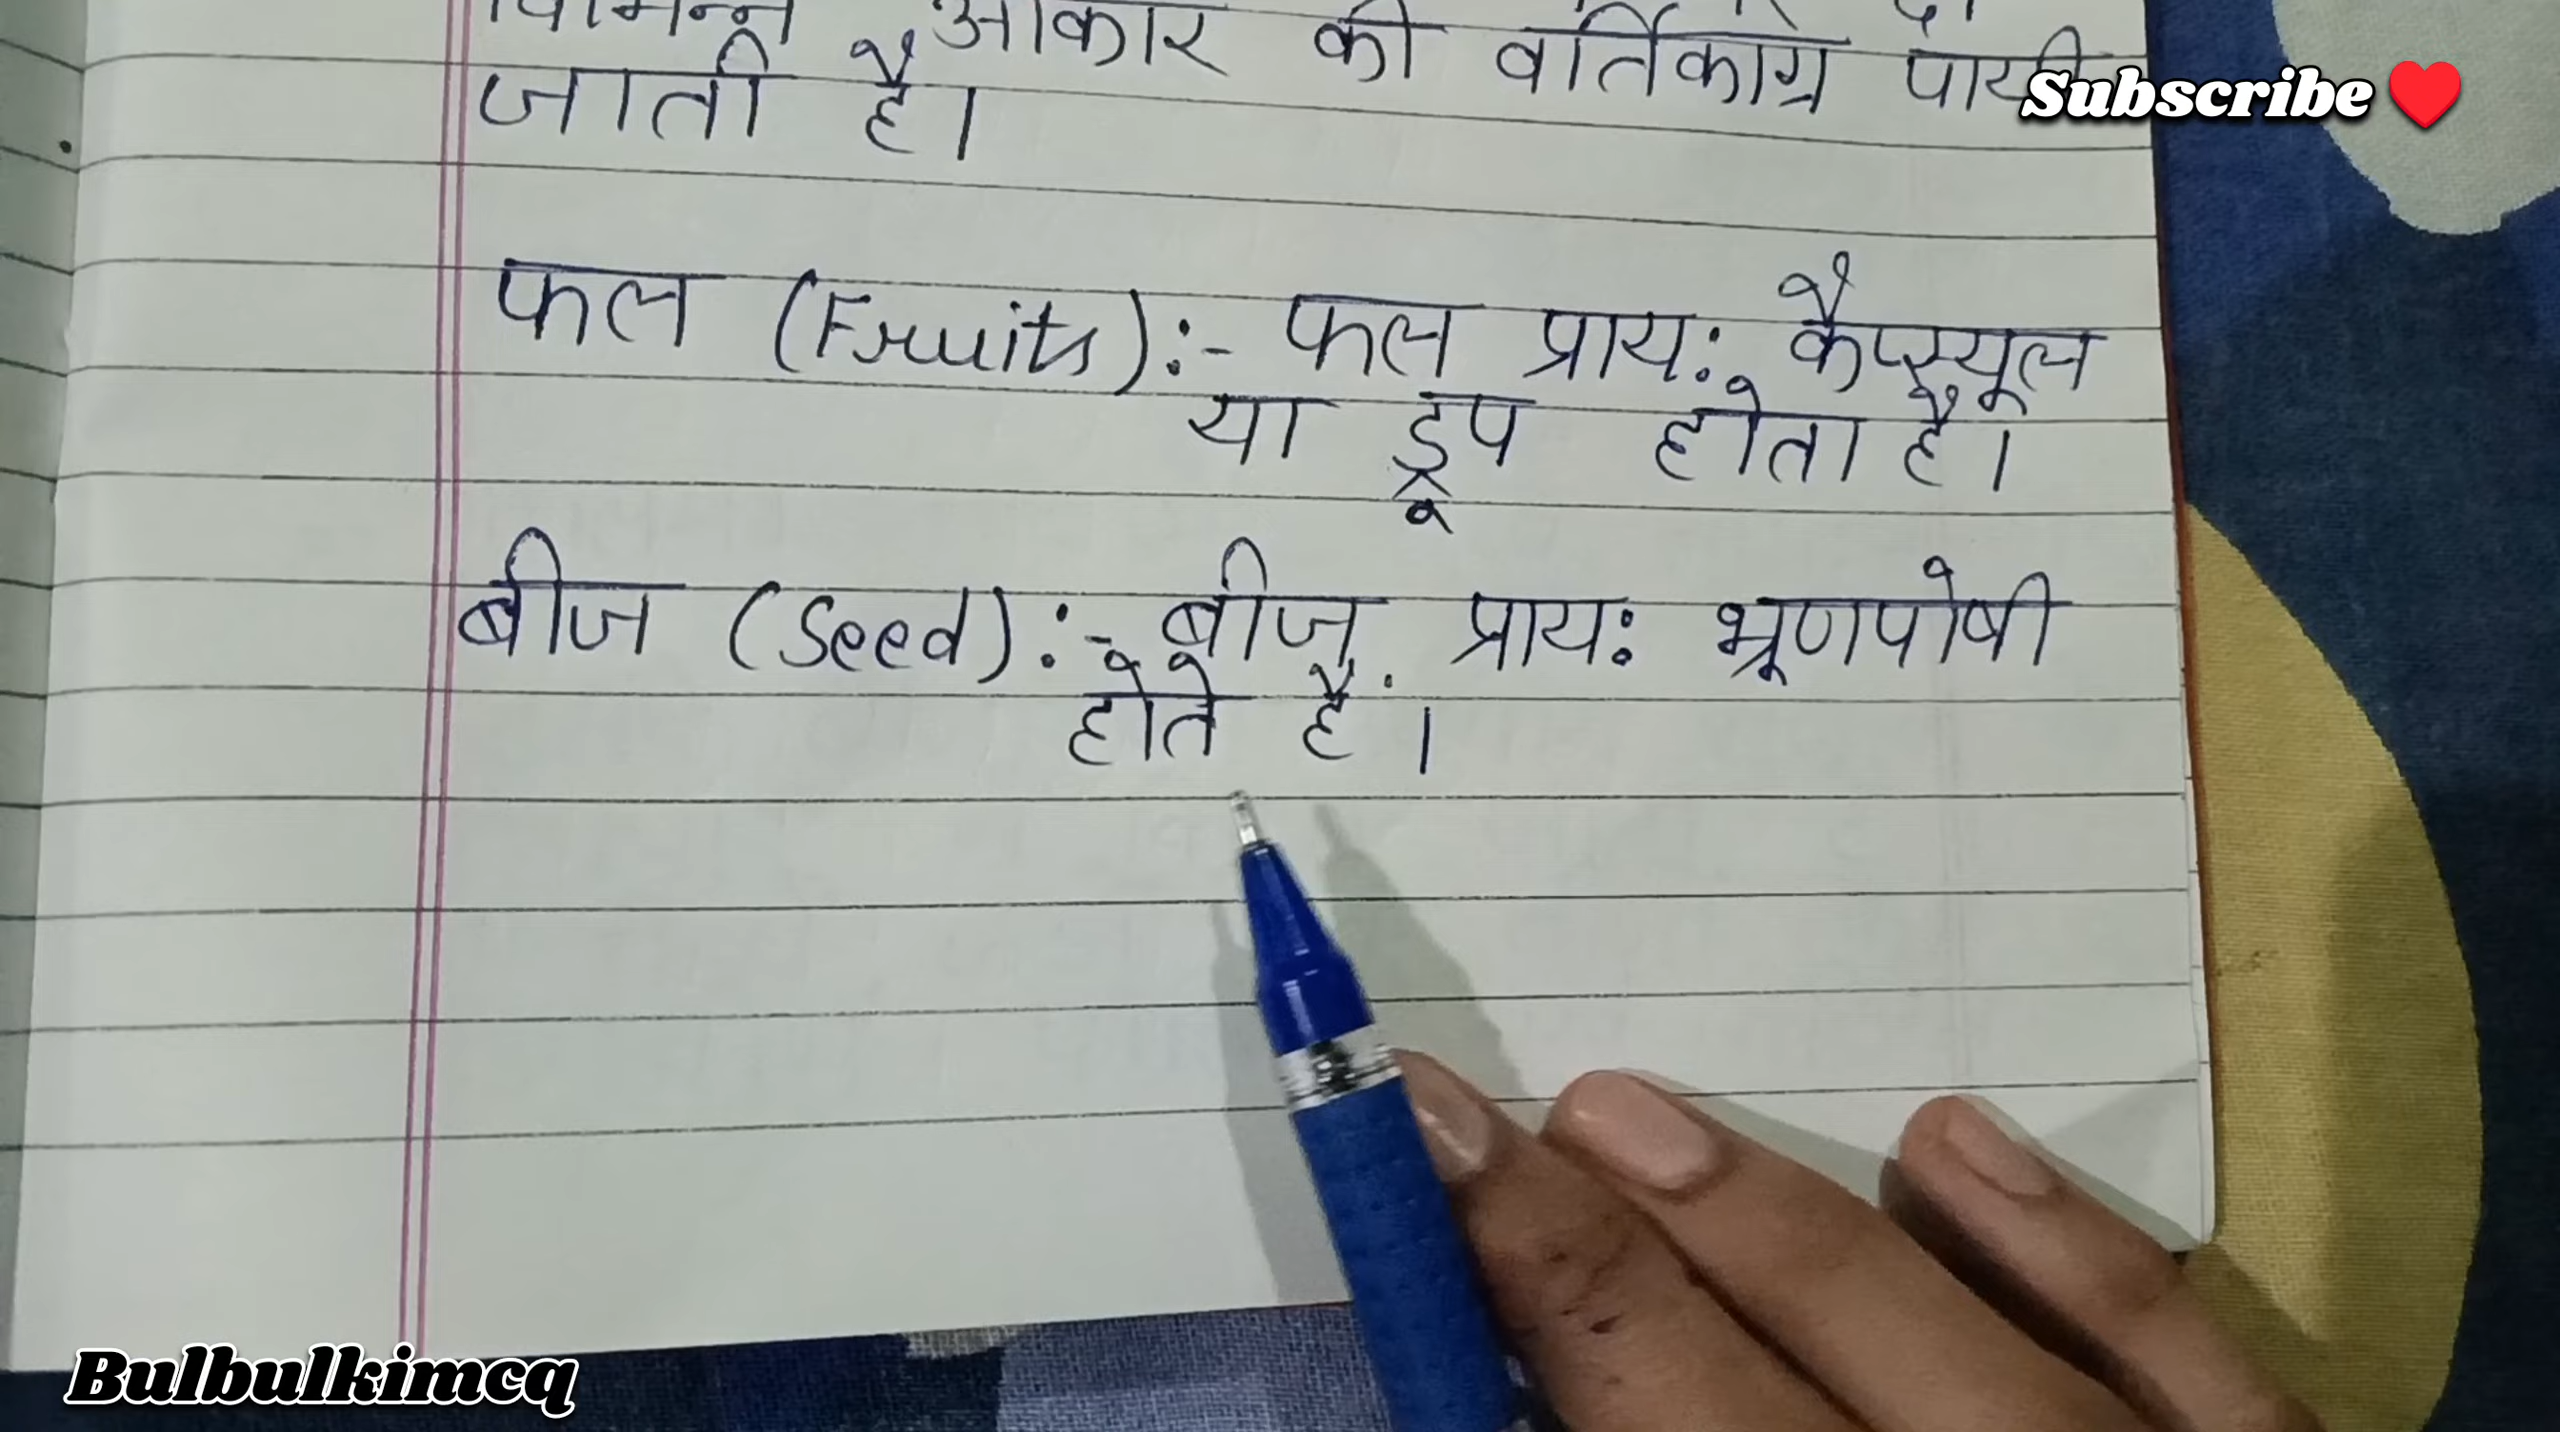 विभिन्न आकार की वर्तिकाग्र पायी
जाती है।
Subscribe
फल (Fruits):- फल प्रायः कैप्स्यूल
या ड्रूप होता है।
बीज (Seed):- बीज प्रायः भ्रूणपोषी
होते है।
Bulbulkimcq